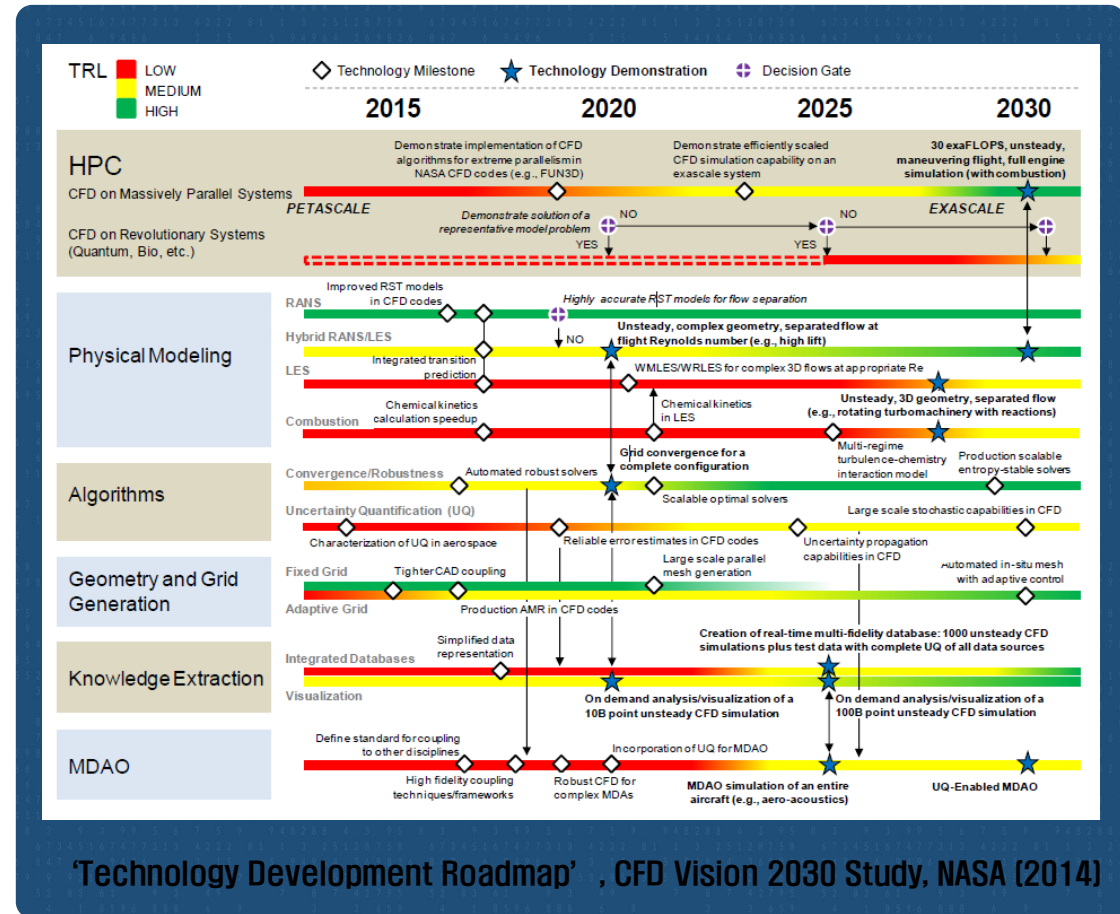 TRL
LOW
MEDIUM
HIGH
Technology Milestone
Technology Demonstration
Decision Gate
2015
2020
2025
2030
HPC
CFD on Massively Parallel Systems
CFD on Revolutionary Systems
(Quantum, Bio, etc.)
Demonstrate implementation of CFD
algorithms for extreme parallelism in
NASA CFD codes (e.g., FUN3D)
Demonstrate efficiently scaled
CFD simulation capability on an
exascale system
30 exaFLOPS, unsteady,
maneuvering flight, full engine
simulation (with combustion)
PETASCALE
Demonstrate solution of a
representative model problem
NO
YES
NO
YES
EXASCALE
Physical Modeling
RANS
Improved RST models
in CFD codes
Highly accurate RST models for flow separation
Hybrid RANS/LES
NO
Unsteady, complex geometry, separated flow at
flight Reynolds number (e.g., high lift)
Integrated transition
prediction
LES
WMLES/WRLES for complex 3D flows at appropriate Re
Unsteady, 3D geometry, separated flow
(e.g., rotating turbomachinery with reactions)
Chemical kinetics
calculation speedup
Chemical kinetics
in LES
Combustion
Multi-regime
turbulence-chemistry
interaction model
Algorithms
Convergence/Robustness
Automated robust solvers
Grid convergence for a
complete configuration
Production scalable
entropy-stable solvers
Scalable optimal solvers
Uncertainty Quantification (UQ)
Large scale stochastic capabilities in CFD
Characterization of UQ in aerospace
Reliable error estimates in CFD codes
Uncertainty propagation
capabilities in CFD
Geometry and Grid
Generation
Fixed Grid
Tighter CAD coupling
Large scale parallel
mesh generation
Automated in-situ mesh
with adaptive control
Adaptive Grid
Production AMR in CFD codes
Knowledge Extraction
Integrated Databases
Simplified data
representation
Creation of real-time multi-fidelity database: 1000 unsteady CFD
simulations plus test data with complete UQ of all data sources
Visualization
On demand analysis/visualization of a
10B point unsteady CFD simulation
On demand analysis/visualization of a
100B point unsteady CFD simulation
MDAO
Define standard for coupling
to other disciplines
Incorporation of UQ for MDAO
High fidelity coupling
techniques/frameworks
Robust CFD for
complex MDAs
MDAO simulation of an entire
aircraft (e.g., aero-acoustics)
UQ-Enabled MDAO
‘Technology Development Roadmap’, CFD Vision 2030 Study, NASA (2014)